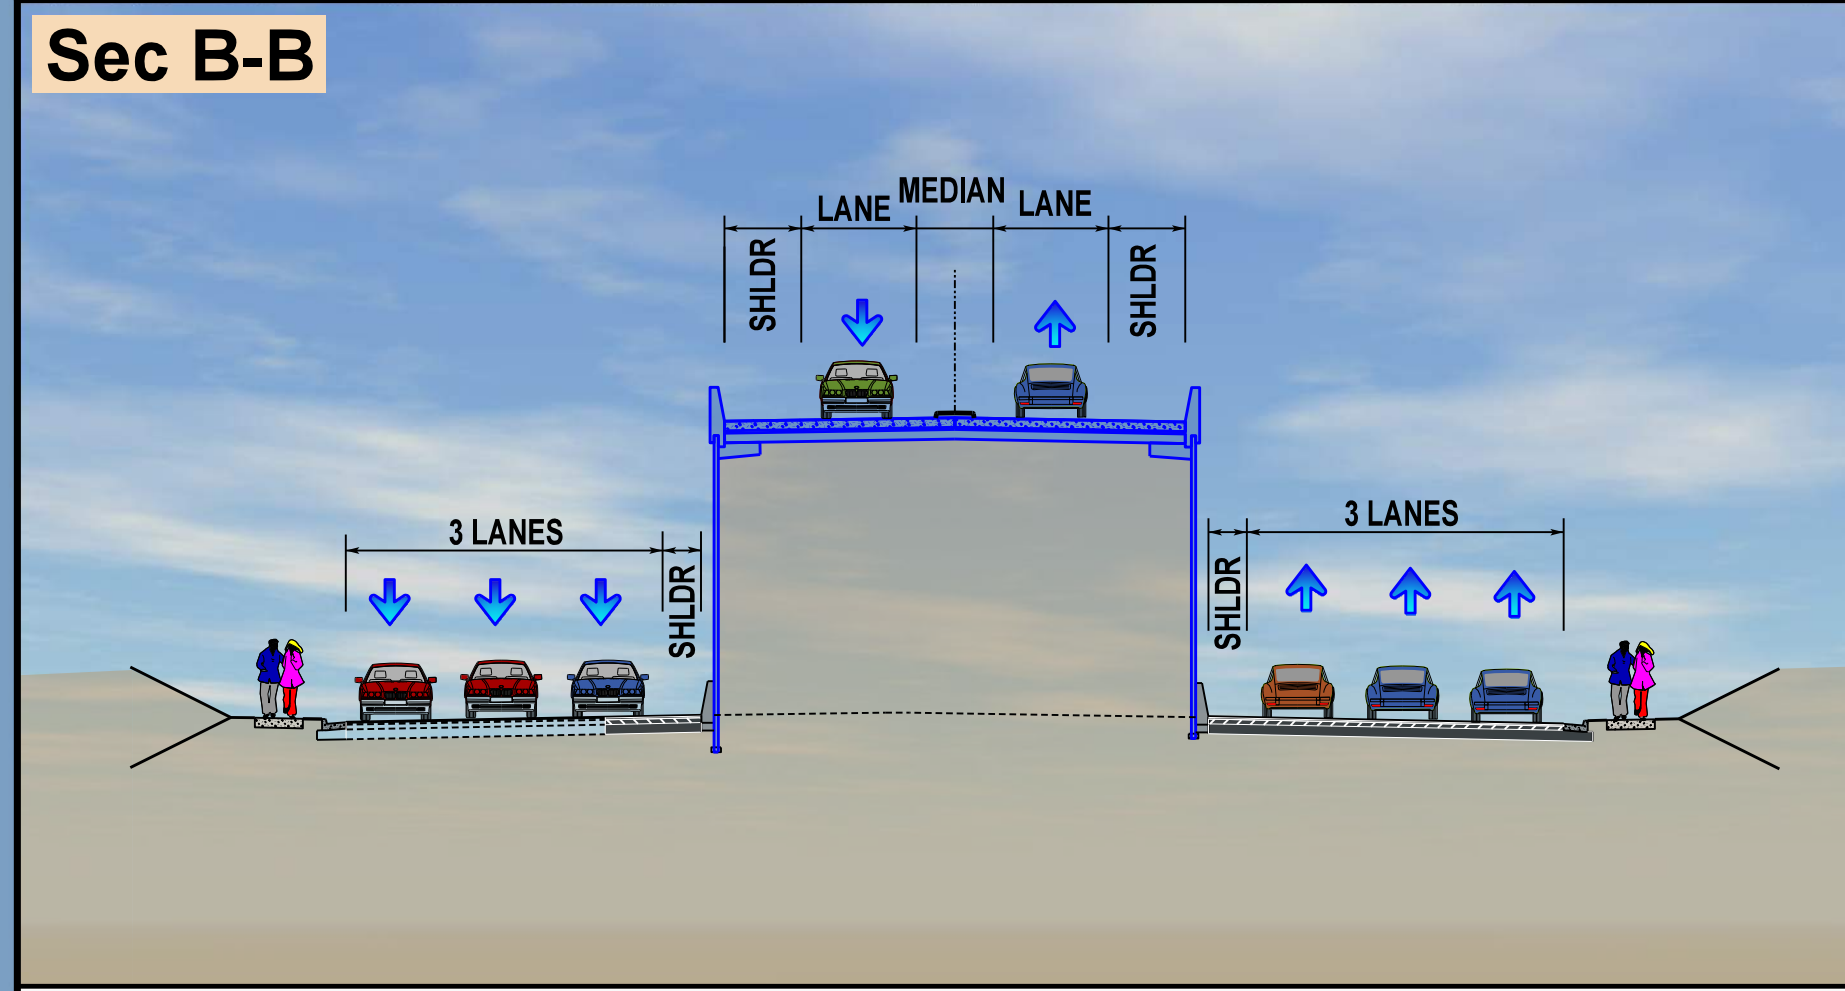 Sec B-B
LANE
MEDIAN
LANE
SHLDR
SHLDR
3 LANES
SHLDR
3 LANES
SHLDR